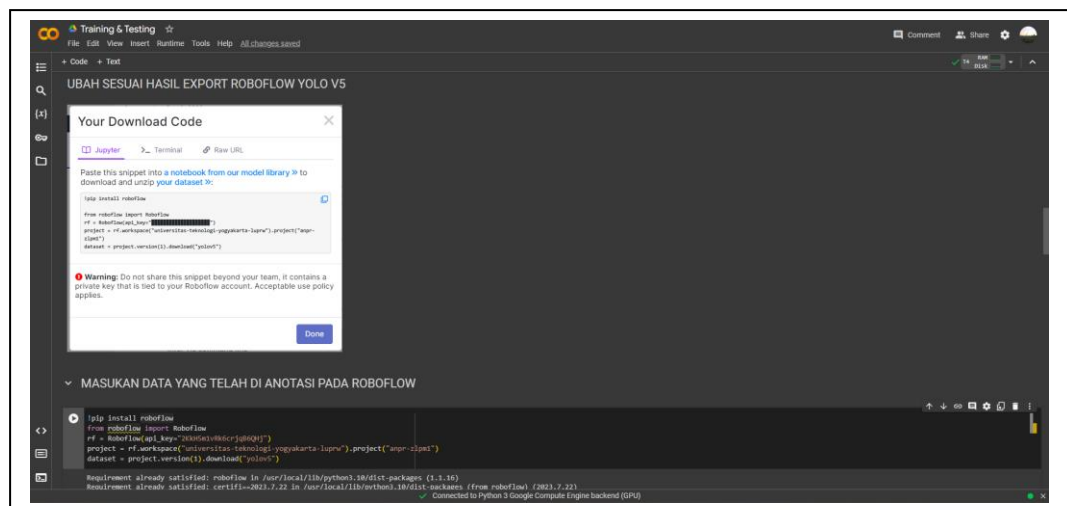 Training & Testing
File Edit View Insert Runtime Tools Help All changes saved
Comment Share
+ Code + Text
RAM
DISK
UBAH SESUAI HASIL EXPORT ROBOFLOW YOLO V5
Your Download Code
Jupyter Terminal Raw URL
Paste this snippet into a notebook from our model library » to
download and unzip your dataset »:
!pip install roboflow
from roboflow import Roboflow
rf = Roboflow(api_key="")
project = rf.workspace("universitas-teknologi-yogyakarta-luprw").project("anpr-
zlpm1")
dataset = project.version(1).download("yolov5")
Warning: Do not share this snippet beyond your team, it contains a
private key that is tied to your Roboflow account. Acceptable use policy
applies.
Done
MASUKAN DATA YANG TELAH DI ANOTASI PADA ROBOFLOW
!pip install roboflow
from roboflow import Roboflow
rf = Roboflow(api_key="")
project = rf.workspace("universitas-teknologi-yogyakarta-luprw").project("anpr-zlpm1")
dataset = project.version(1).download("yolov5")
Requirement already satisfied: roboflow in /usr/local/lib/python3.10/dist-packages (1.1.16)
Requirement already satisfied: certifi==2023.7.22 in /usr/local/lib/python3.10/dist-packages (from roboflow) (2023.7.22)
Connected to Python 3 Google Compute Engine backend (GPU)